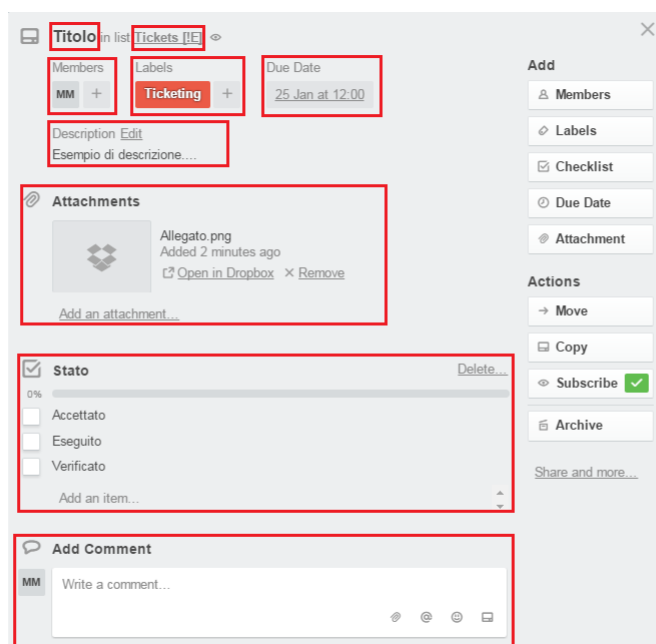 Titolo in list Tickets [!E]
Members Labels Due Date
MM + Ticketing + 25 Jan at 12:00
Description Edit
Esempio di descrizione....
Attachments
Allegato.png
Added 2 minutes ago
Open in Dropbox Remove
Add an attachment...
Stato Delete...
0%
Accettato
Eseguito
Verificato
Add an item...
Add Comment
MM Write a comment...
@
Add
Members
Labels
Checklist
Due Date
Attachment
Actions
Move
Copy
Subscribe
Archive
Share and more...